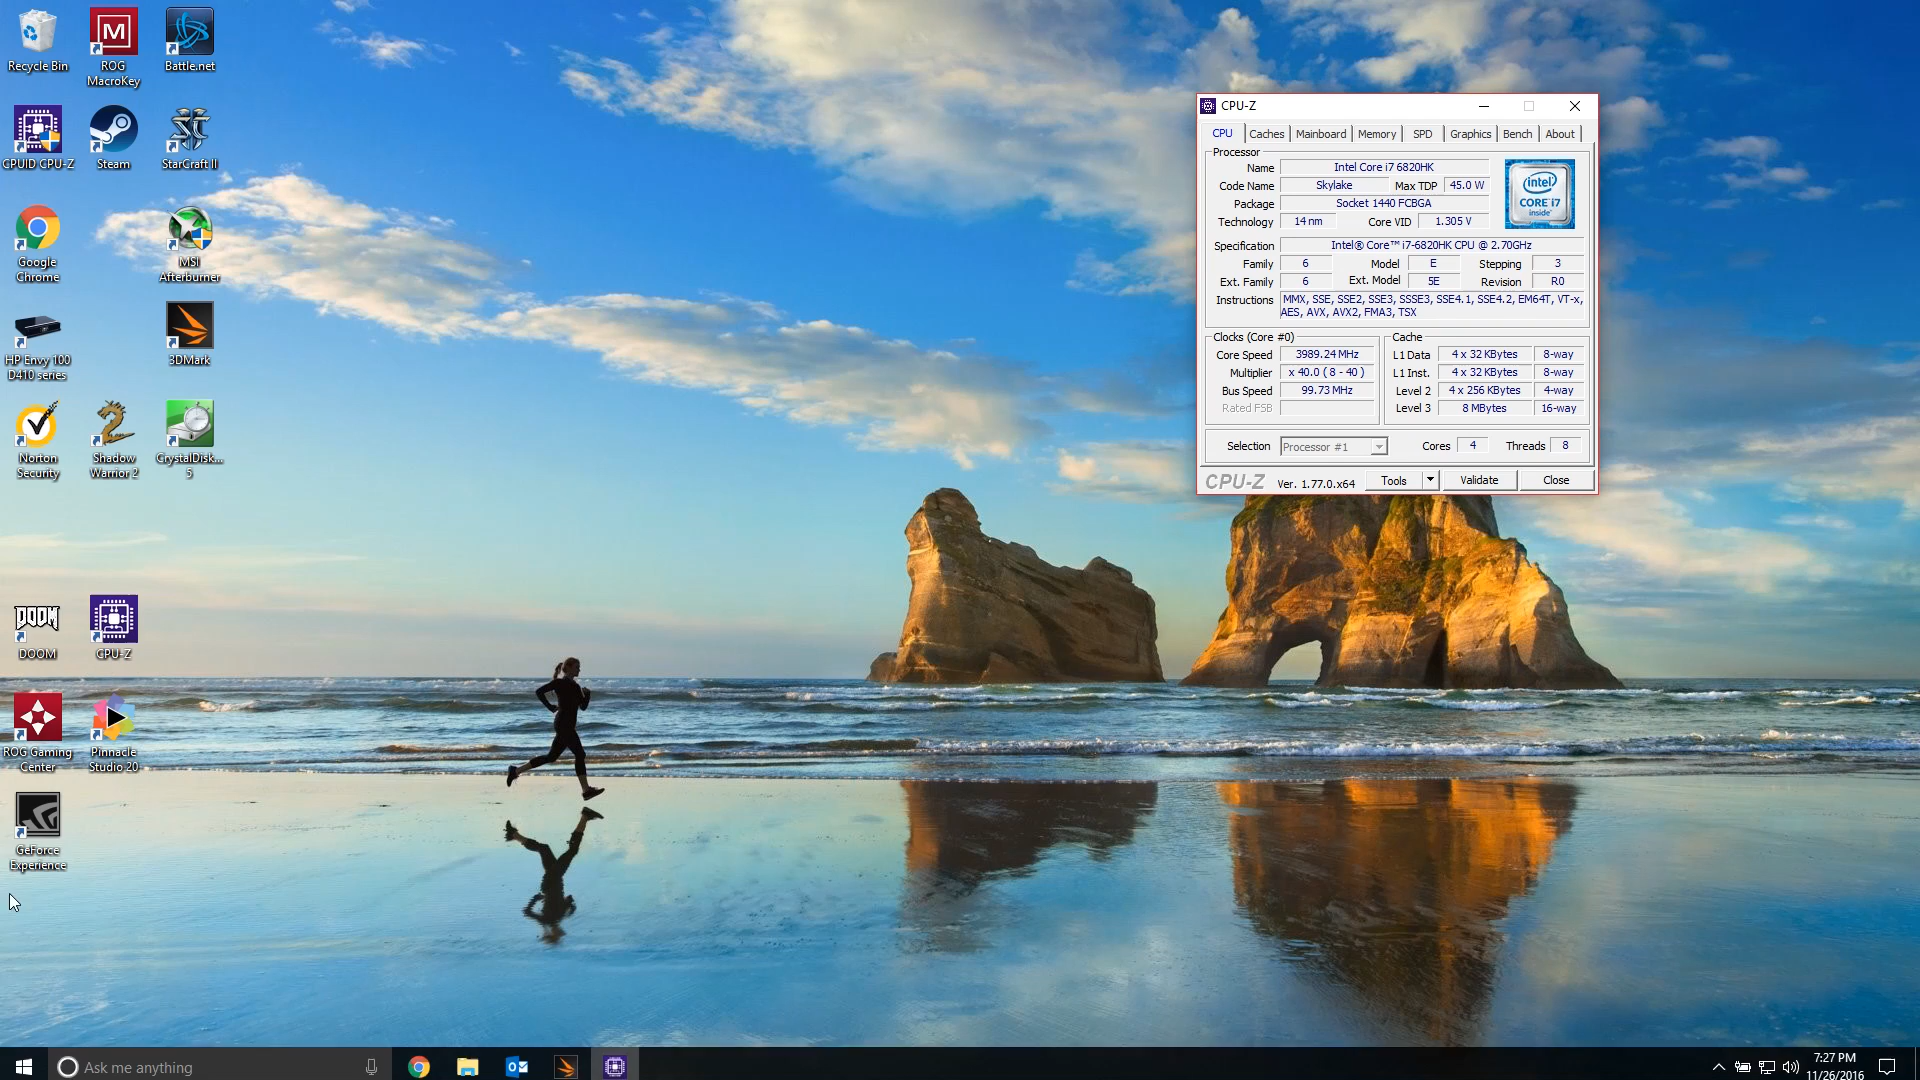 Recycle Bin
ROG
MacroKey
Battle.net
CPUID CPU-Z
Steam
StarCraft II
Google
Chrome
MSI
Afterburner
HP Envy 100
D410 series
3DMark
Norton
Security
Shadow
Warrior 2
CrystalDisk...
5
DOOM
DOOM
CPU-Z
ROG Gaming
Center
Pinnacle
Studio 20
GeForce
Experience
CPU-Z
CPU Caches Mainboard Memory SPD Graphics Bench About
Processor
Name Intel Core i7 6820HK
Code Name Skylake Max TDP 45.0 W
Package Socket 1440 FCBGA
Technology 14 nm Core VID 1.305 V
intel
CORE i7
inside
Specification Intel® Core™ i7-6820HK CPU @ 2.70GHz
Family 6 Model E Stepping 3
Ext. Family 6 Ext. Model 5E Revision R0
Instructions MMX, SSE, SSE2, SSE3, SSSE3, SSE4.1, SSE4.2, EM64T, VT-x,
AES, AVX, AVX2, FMA3, TSX
Clocks (Core #0)
Core Speed 3989.24 MHz
Multiplier x 40.0 ( 8 - 40 )
Bus Speed 99.73 MHz
Rated FSB
Cache
L1 Data 4 x 32 KBytes 8-way
L1 Inst. 4 x 32 KBytes 8-way
Level 2 4 x 256 KBytes 4-way
Level 3 8 MBytes 16-way
Selection Processor #1 Cores 4 Threads 8
CPU-Z Ver. 1.77.0.x64 Tools Validate Close
Ask me anything
7:27 PM
11/26/2016